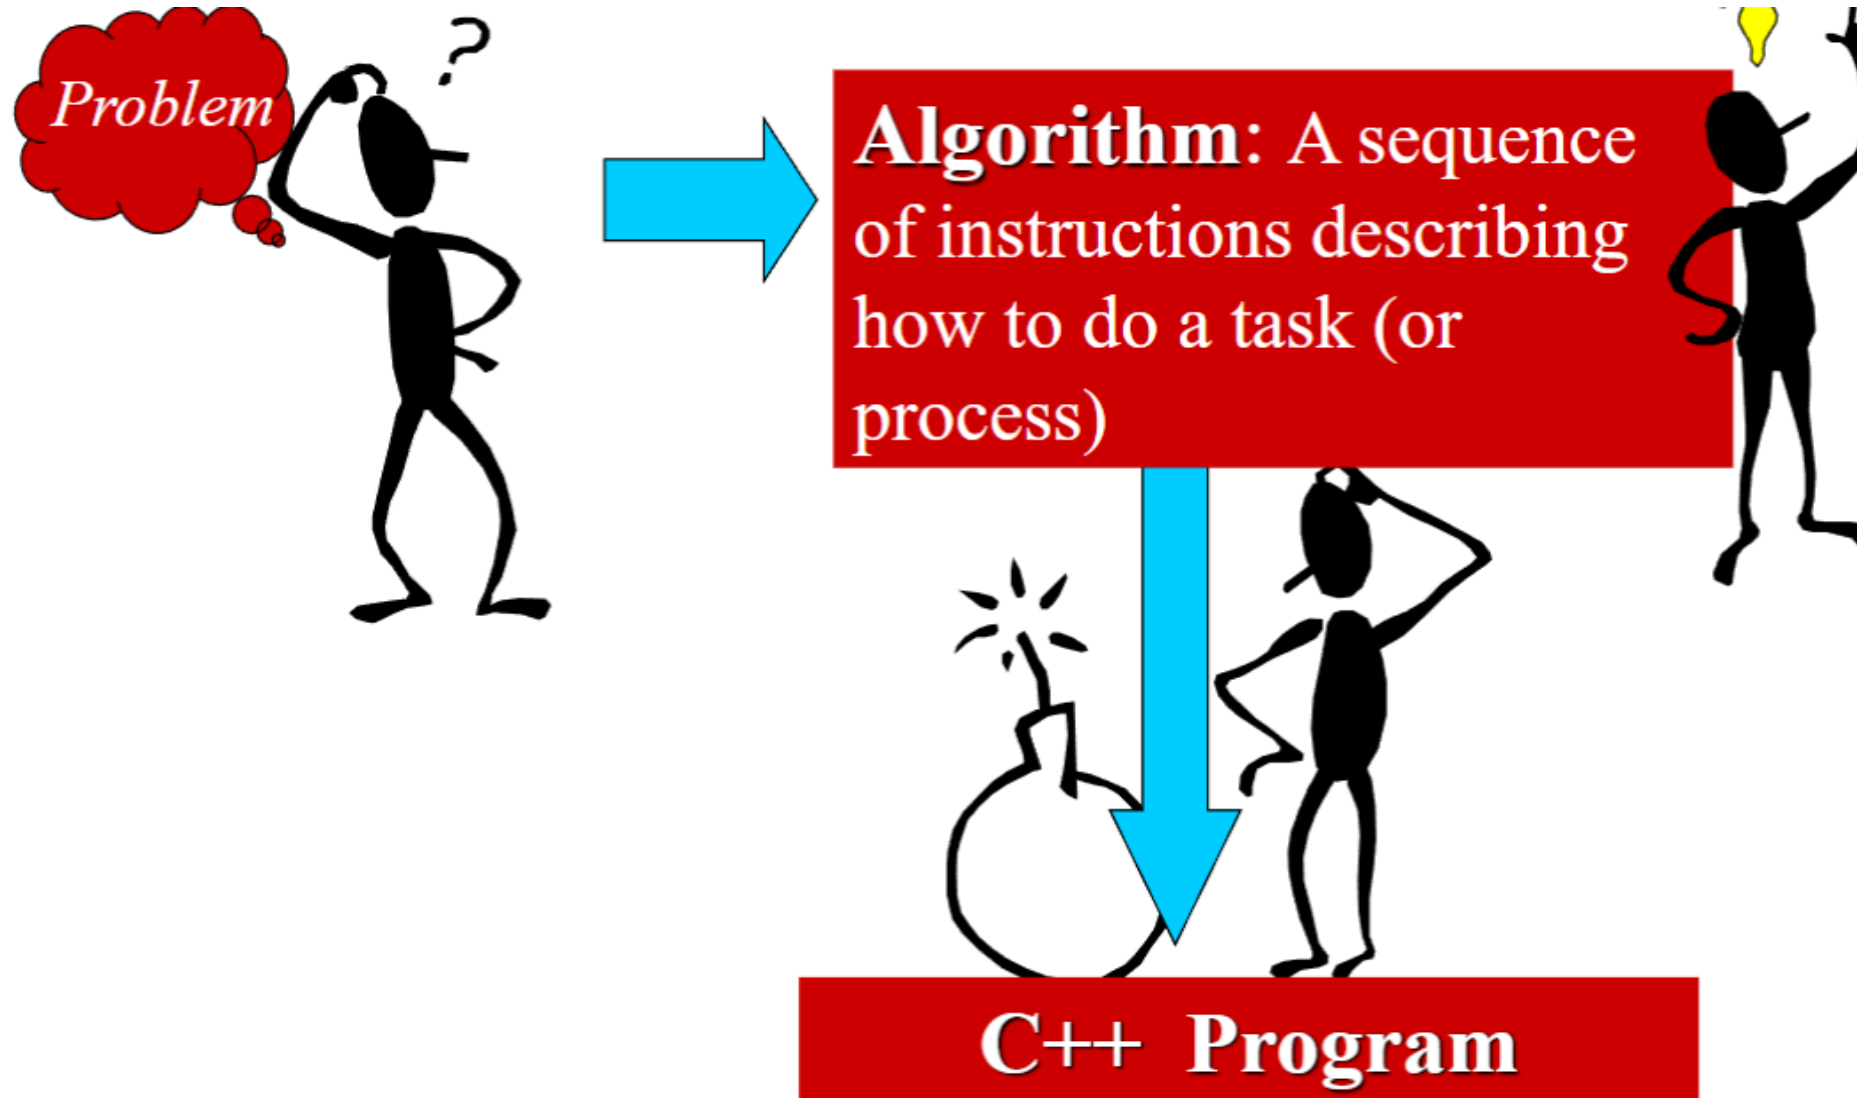 Problem
?
Algorithm: A sequence
of instructions describing
how to do a task (or
process)
C++ Program